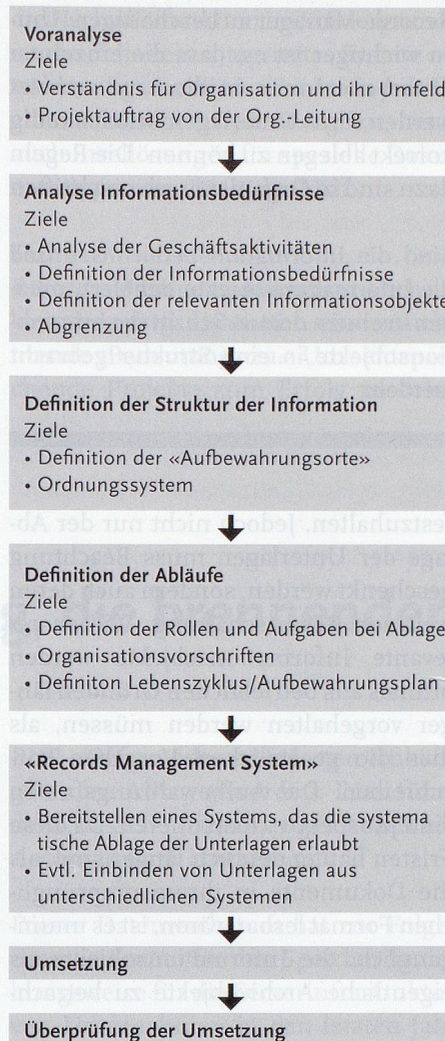 Voranalyse
Ziele
• Verständnis für Organisation und ihr Umfeld
• Projektauftrag von der Org.-Leitung
Analyse Informationsbedürfnisse
Ziele
• Analyse der Geschäftsaktivitäten
• Definition der Informationsbedürfnisse
• Definition der relevanten Informationsobjekte
• Abgrenzung
Definition der Struktur der Information
Ziele
• Definition der «Aufbewahrungsorte»
• Ordnungssystem
Definition der Abläufe
Ziele
• Definition der Rollen und Aufgaben bei Ablage
• Organisationsvorschriften
• Definiton Lebenszyklus/Aufbewahrungsplan
«Records Management System»
Ziele
• Bereitstellen eines Systems, das die systema
tische Ablage der Unterlagen erlaubt
• Evtl. Einbinden von Unterlagen aus
unterschiedlichen Systemen
Umsetzung
Überprüfung der Umsetzung